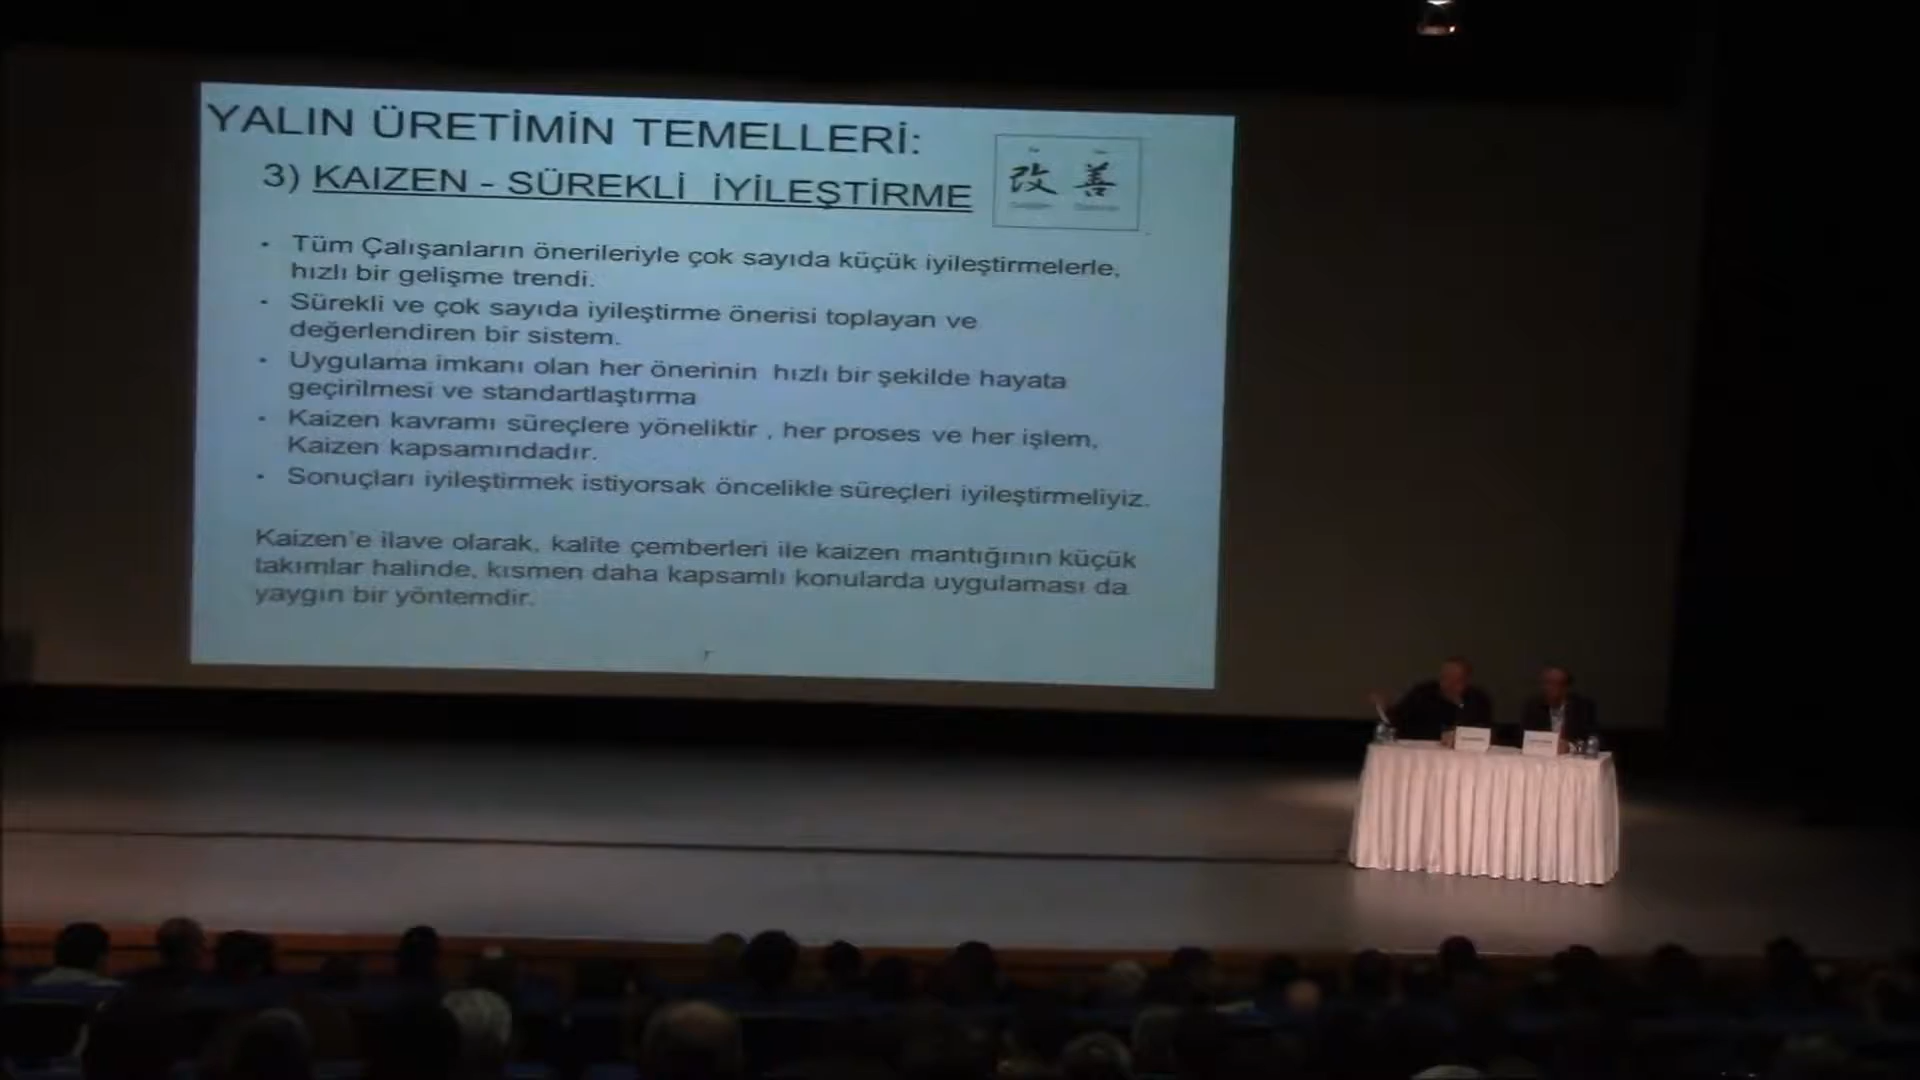 YALIN ÜRETİMİN TEMELLERİ:
3) KAIZEN - SÜREKLİ İYİLEŞTİRME
改 善
• Tüm Çalışanların önerileriyle çok sayıda küçük iyileştirmelerle,
hızlı bir gelişme trendi.
• Sürekli ve çok sayıda iyileştirme önerisi toplayan ve
değerlendiren bir sistem.
• Uygulama imkanı olan her önerinin hızlı bir şekilde hayata
geçirilmesi ve standartlaştırma
• Kaizen kavramı süreçlere yöneliktir , her proses ve her işlem,
Kaizen kapsamındadır.
• Sonuçları iyileştirmek istiyorsak öncelikle süreçleri iyileştirmeliyiz.
Kaizen'e ilave olarak, kalite çemberleri ile kaizen mantığının küçük
takımlar halinde, kısmen daha kapsamlı konularda uygulaması da
yaygın bir yöntemdir.